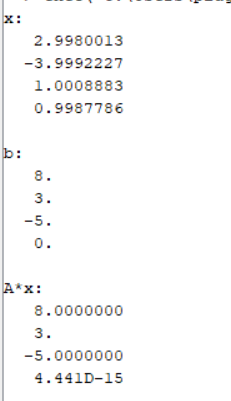 x:
2.9980013
-3.9992227
1.0008883
0.9987786
b:
8.
3.
-5.
0.
A*x:
8.0000000
3.
-5.0000000
4.441D-15